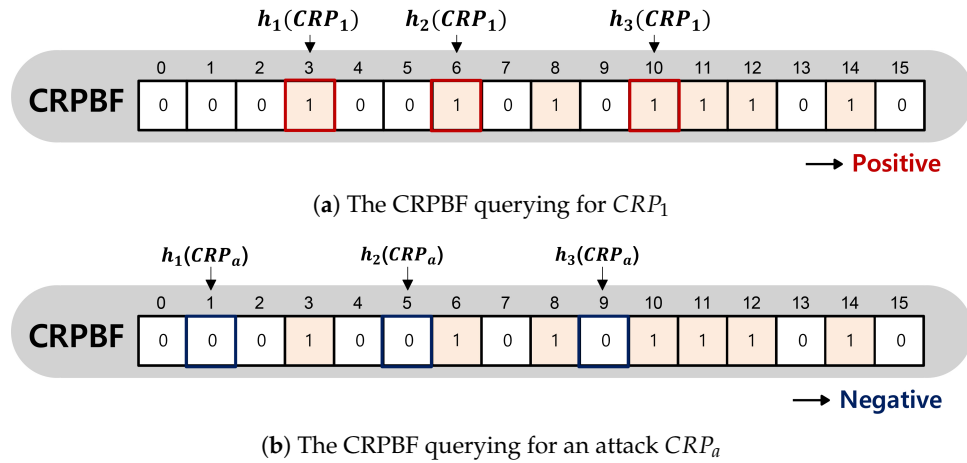 h₁(CRP₁) h₂(CRP₁) h₃(CRP₁)
0 1 2 3 4 5 6 7 8 9 10 11 12 13 14 15
CRPBF 0 0 0 1 0 0 1 0 1 0 1 1 1 0 1 0
→ Positive
(a) The CRPBF querying for CRP₁
h₁(CRPₐ) h₂(CRPₐ) h₃(CRPₐ)
0 1 2 3 4 5 6 7 8 9 10 11 12 13 14 15
CRPBF 0 0 0 1 0 0 1 0 1 0 1 1 1 0 1 0
→ Negative
(b) The CRPBF querying for an attack CRPₐ